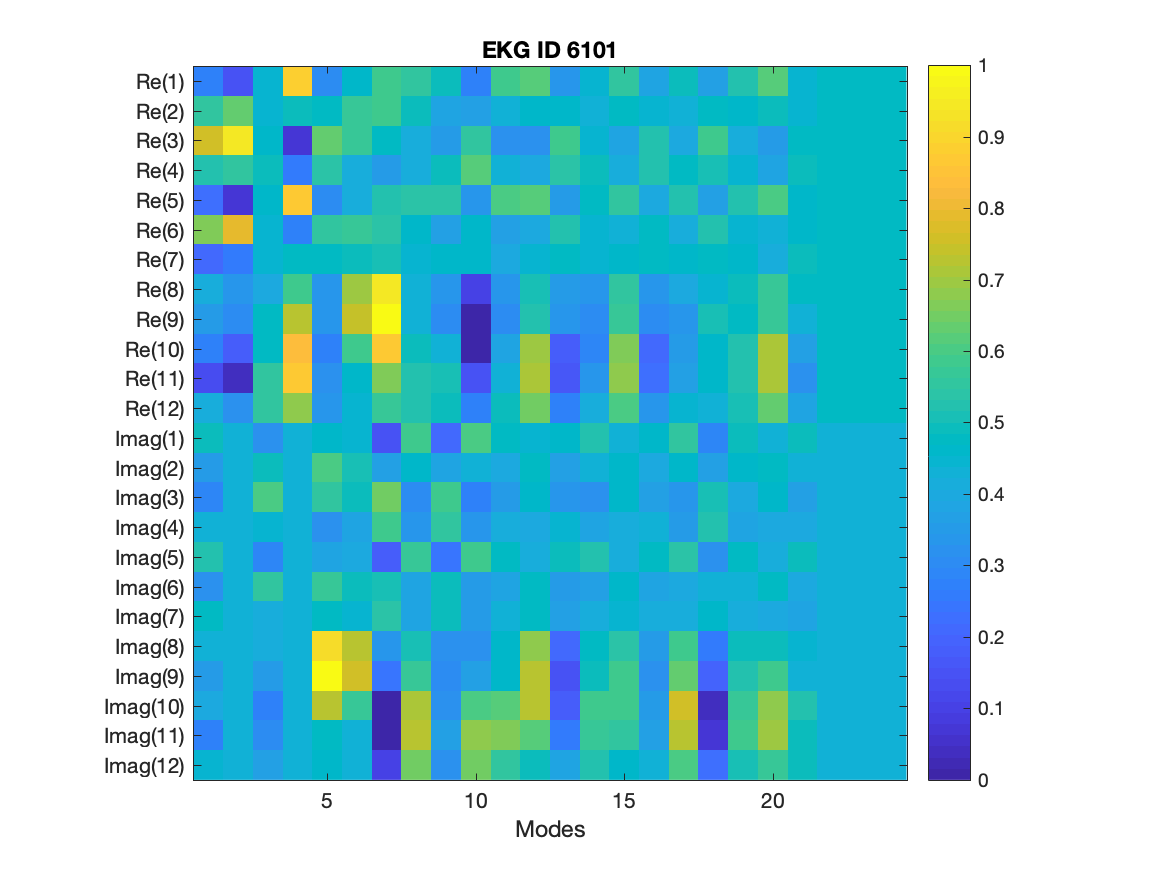 EKG ID 6101
Re(1)
Re(2)
Re(3)
Re(4)
Re(5)
Re(6)
Re(7)
Re(8)
Re(9)
Re(10)
Re(11)
Re(12)
Imag(1)
Imag(2)
Imag(3)
Imag(4)
Imag(5)
Imag(6)
Imag(7)
Imag(8)
Imag(9)
Imag(10)
Imag(11)
Imag(12)
5 10 15 20
Modes
1
0.9
0.8
0.7
0.6
0.5
0.4
0.3
0.2
0.1
0